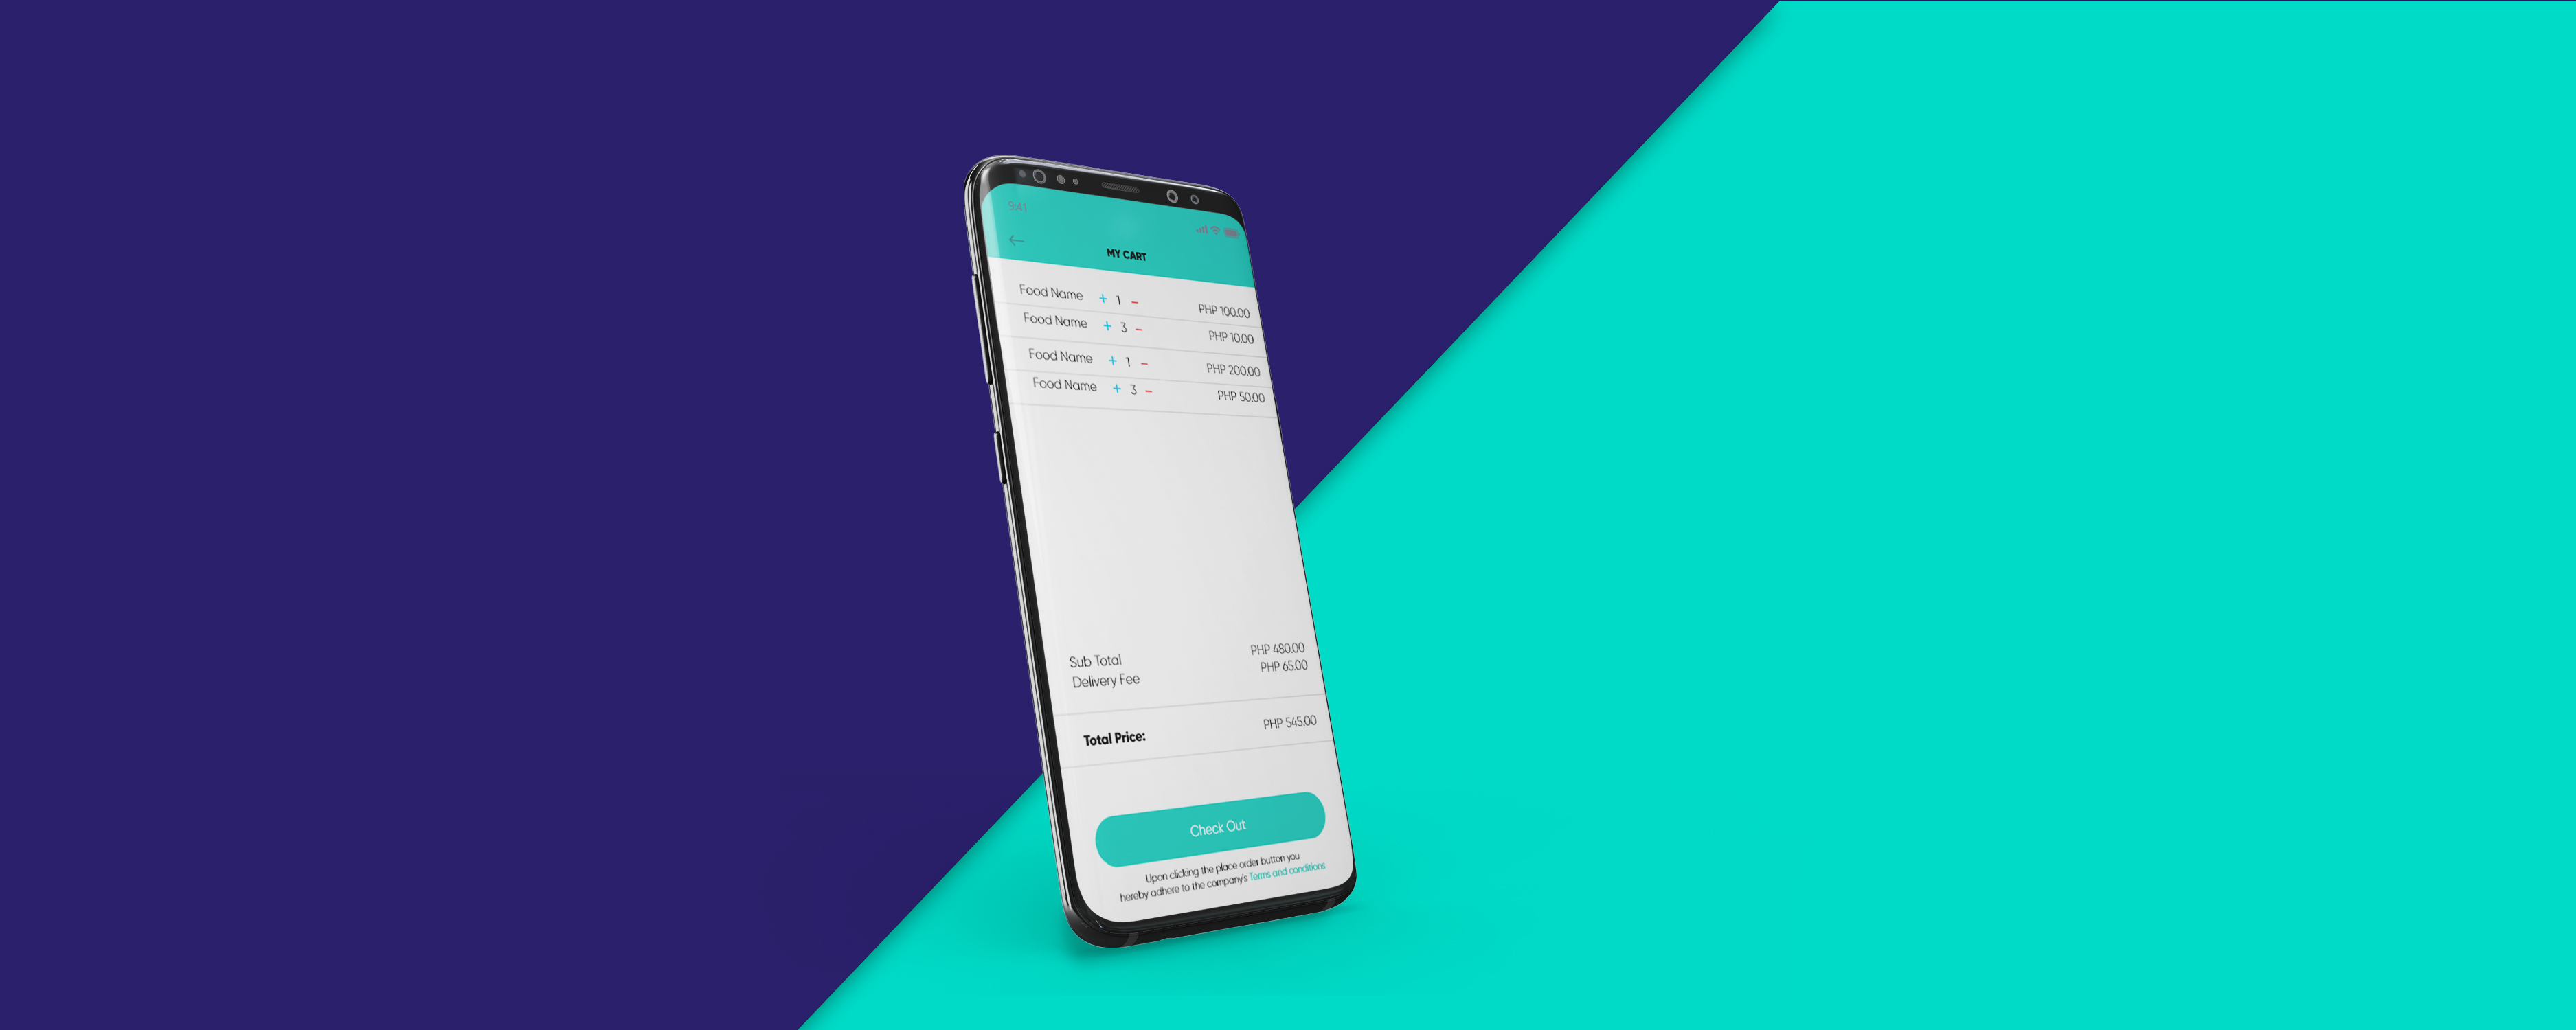 9:41
MY CART
Food Name + 1 - PHP 100.00
Food Name + 3 - PHP 10.00
Food Name + 1 - PHP 200.00
Food Name + 3 - PHP 50.00
Sub Total PHP 480.00
Delivery Fee PHP 65.00
Total Price: PHP 545.00
Check Out
Upon clicking the place order button you
hereby adhere to the company's Terms and conditions